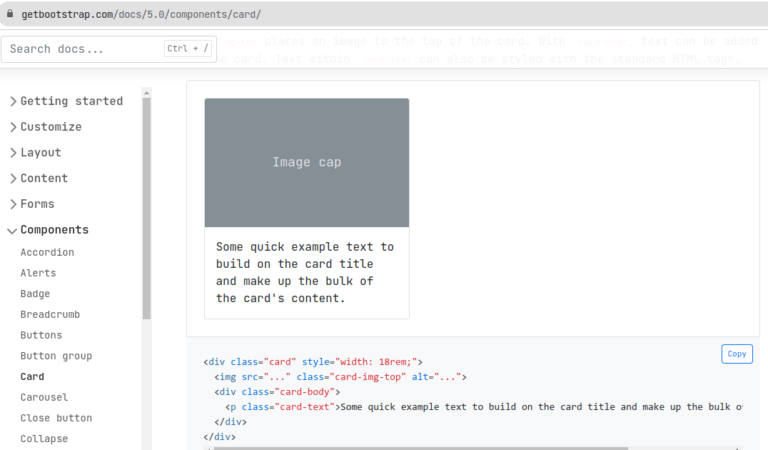 getbootstrap.com/docs/5.0/components/card/
Search docs...
Ctrl + /
places an image to the top of the card. With
text can be added
card. Text within
can also be styled with the standard HTML tags.
Getting started
Customize
Layout
Content
Forms
Components
Accordion
Alerts
Badge
Breadcrumb
Buttons
Button group
Card
Carousel
Close button
Collapse
Image cap
Some quick example text to
build on the card title
and make up the bulk of
the card's content.
Copy
<div class="card" style="width: 18rem;">
<img src="..." class="card-img-top" alt="...">
<div class="card-body">
<p class="card-text">Some quick example text to build on the card title and make up the bulk o
</div>
</div>